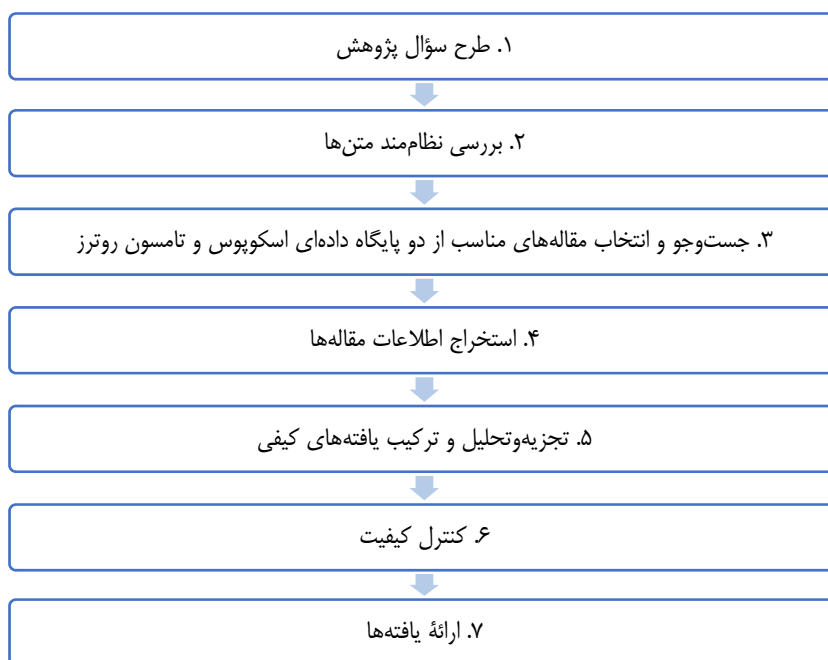 ۱. طرح سؤال پژوهش
۲. بررسی نظام‌مند متن‌ها
۳. جست‌وجو و انتخاب مقاله‌های مناسب از دو پایگاه داده‌ای اسکوپوس و تامسون روترز
۴. استخراج اطلاعات مقاله‌ها
۵. تجزیه‌وتحلیل و ترکیب یافته‌های کیفی
۶. کنترل کیفیت
۷. ارائهٔ یافته‌ها